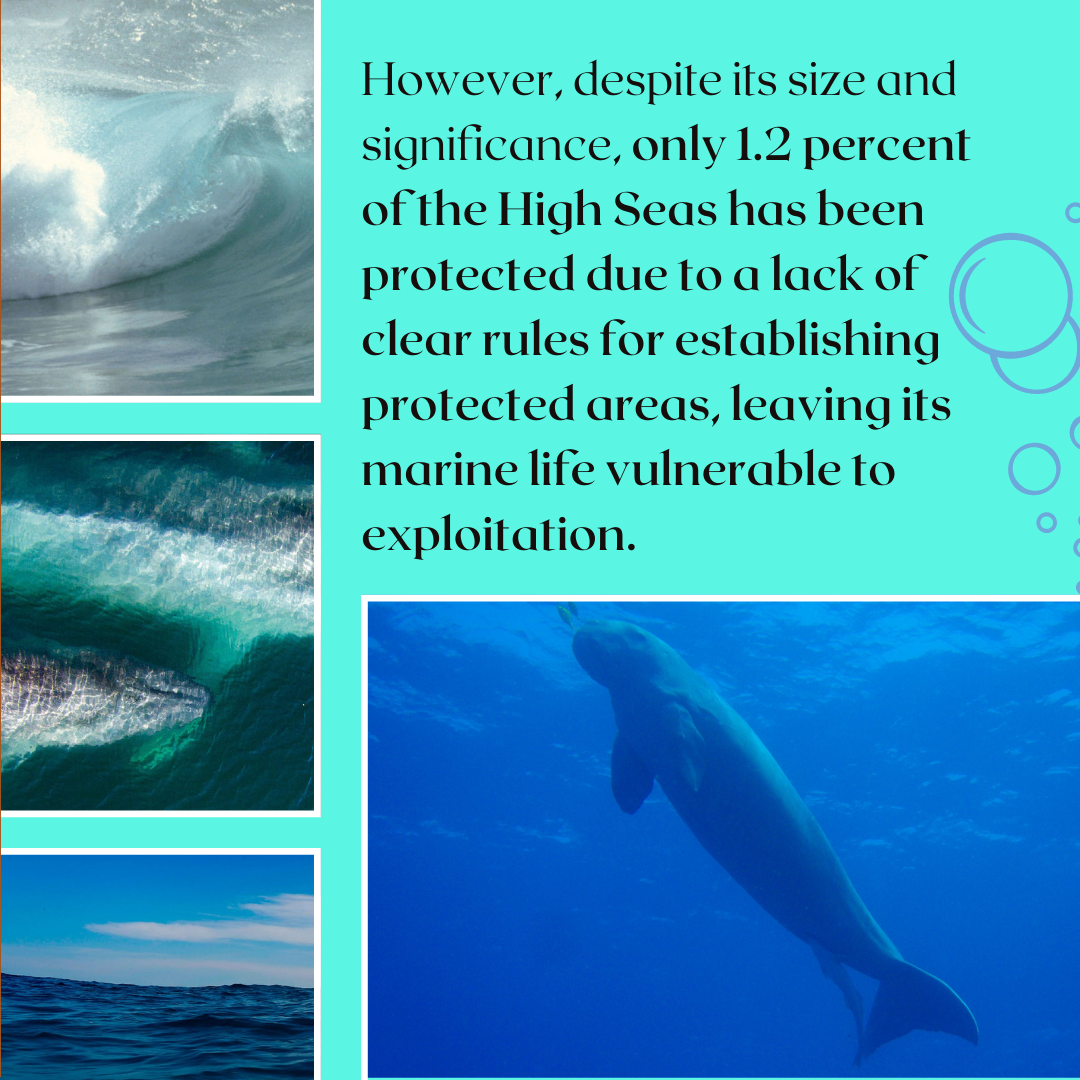 However, despite its size and
significance, only 1.2 percent
of the High Seas has been
protected due to a lack of
clear rules for establishing
protected areas, leaving its
marine life vulnerable to
exploitation.